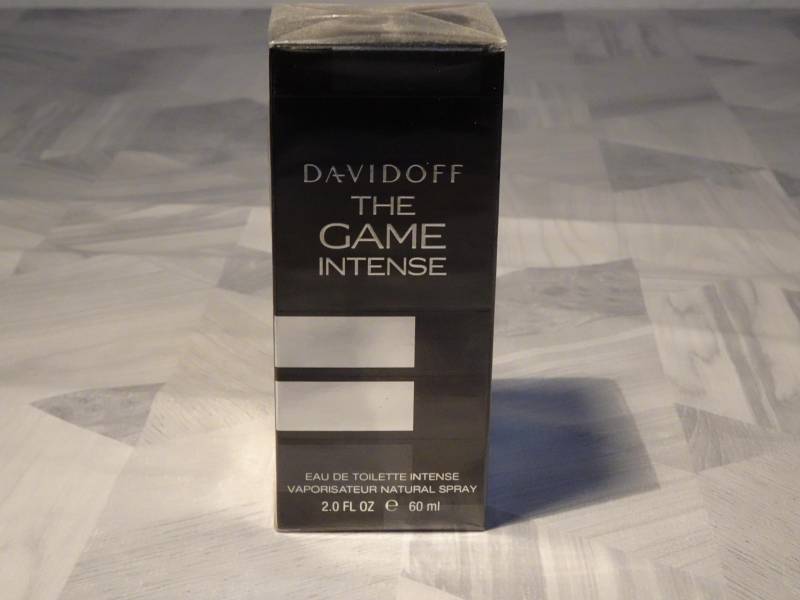 DAVIDOFF
THE
GAME
INTENSE
EAU DE TOILETTE INTENSE
VAPORISATEUR NATURAL SPRAY
2.0 FL OZ ℮ 60 ml